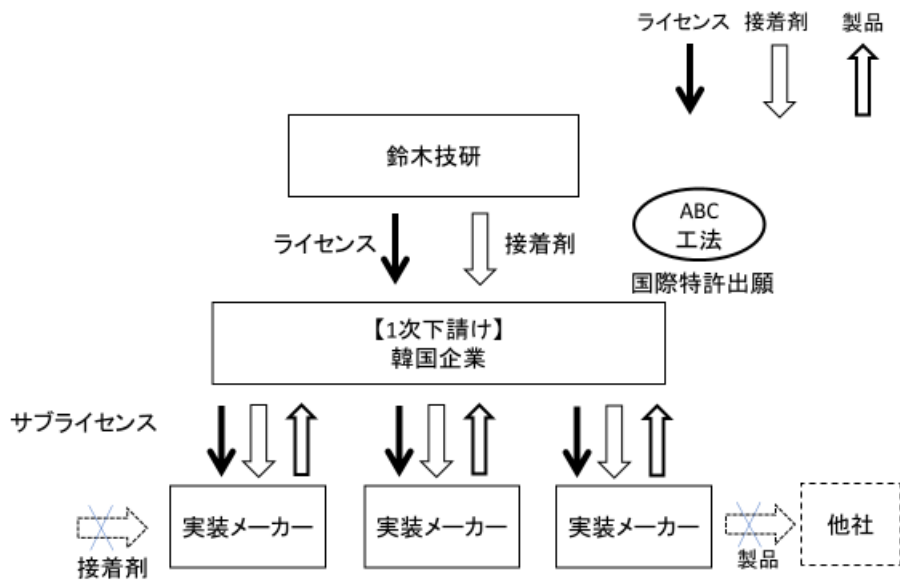 ライセンス 接着剤 製品
鈴木技研
ABC
工法
国際特許出願
ライセンス
接着剤
【1次下請け】
韓国企業
サブライセンス
実装メーカー
実装メーカー
実装メーカー
他社
接着剤
製品